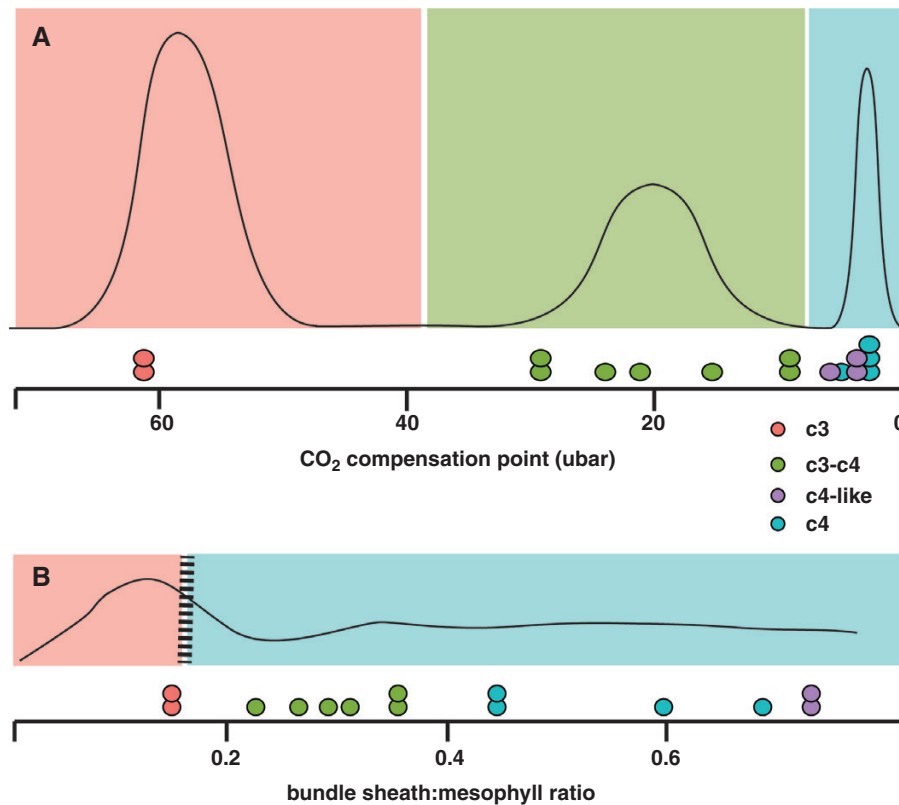 A
60 40 20 0
CO₂ compensation point (ubar)
c3
c3-c4
c4-like
c4
B
0.2 0.4 0.6
bundle sheath:mesophyll ratio